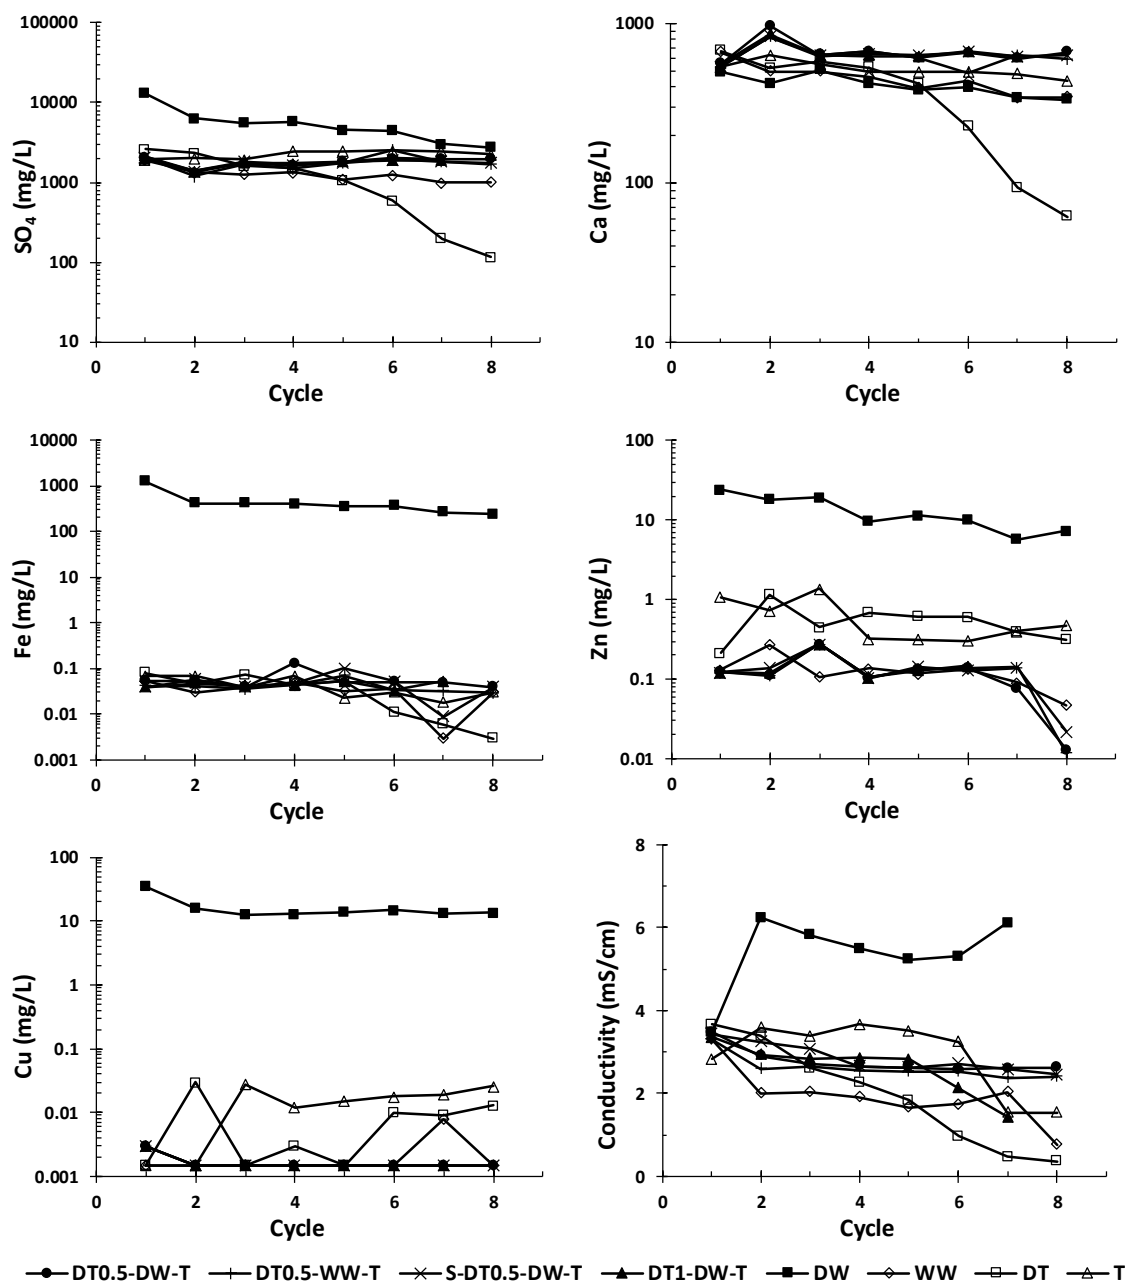 100000
10000
1000
100
10
SO4 (mg/L)
0 2 4 6 8
Cycle
1000
100
10
Ca (mg/L)
0 2 4 6 8
Cycle
10000
1000
100
10
1
0.1
0.01
0.001
Fe (mg/L)
0 2 4 6 8
Cycle
100
10
1
0.1
0.01
Zn (mg/L)
0 2 4 6 8
Cycle
100
10
1
0.1
0.01
0.001
Cu (mg/L)
0 2 4 6 8
Cycle
8
6
4
2
0
Conductivity (mS/cm)
0 2 4 6 8
Cycle
DT0.5-DW-T DT0.5-WW-T S-DT0.5-DW-T DT1-DW-T DW WW DT T